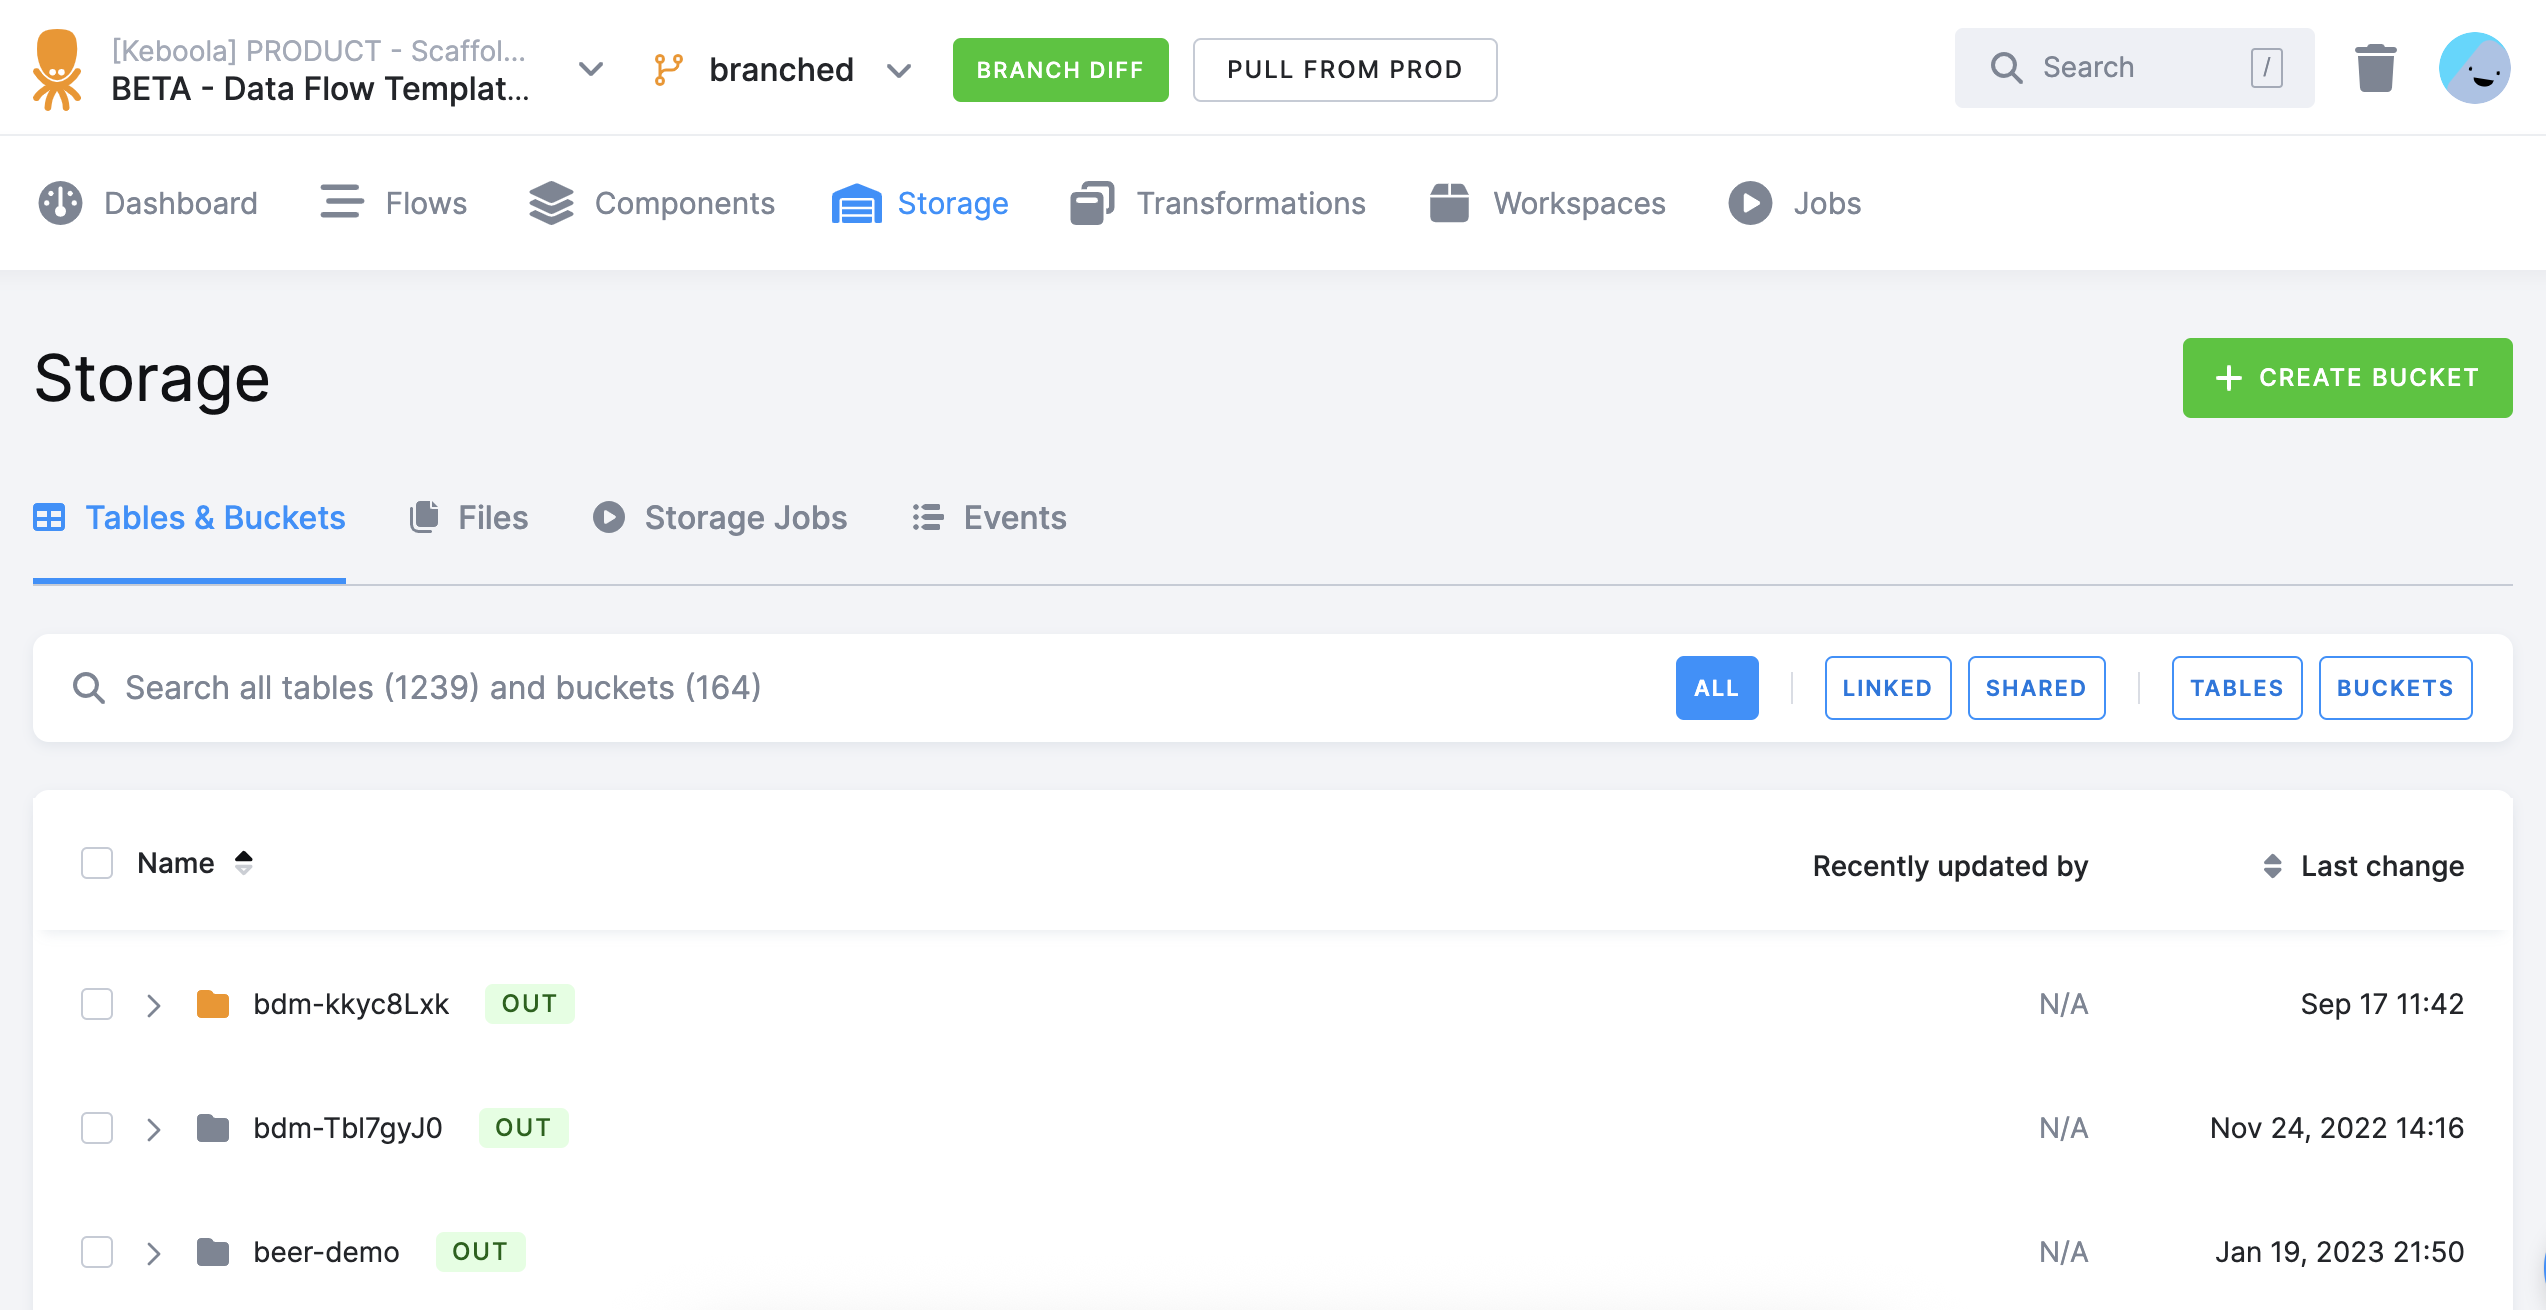 [Keboola] PRODUCT - Scaffol...
BETA - Data Flow Templat...
branched
BRANCH DIFF
PULL FROM PROD
Search
/
Dashboard
Flows
Components
Storage
Transformations
Workspaces
Jobs
Storage
CREATE BUCKET
Tables & Buckets
Files
Storage Jobs
Events
Search all tables (1239) and buckets (164)
ALL
LINKED
SHARED
TABLES
BUCKETS
Name
Recently updated by
Last change
bdm-kkyc8Lxk OUT N/A Sep 17 11:42
bdm-Tbl7gyJ0 OUT N/A Nov 24, 2022 14:16
beer-demo OUT N/A Jan 19, 2023 21:50